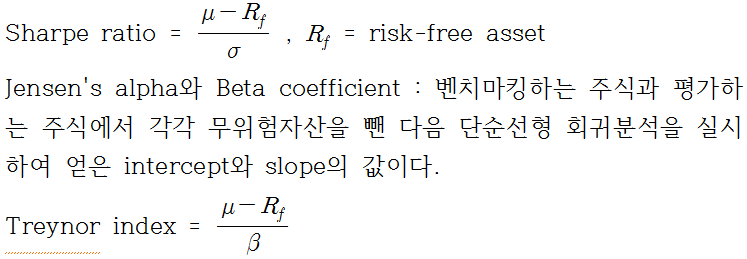 Sharpe ratio = \frac{μ - R_f}{σ} , R_f = risk-free asset
Jensen's alpha와 Beta coefficient : 벤치마킹하는 주식과 평가하
는 주식에서 각각 무위험자산을 뺀 다음 단순선형 회귀분석을 실시
하여 얻은 intercept와 slope의 값이다.
Treynor index = \frac{μ - R_f}{β}